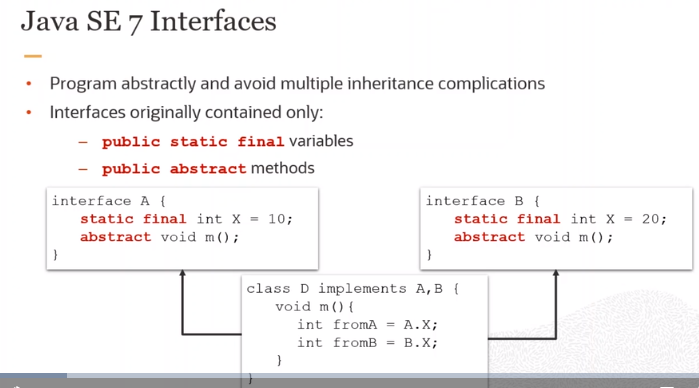 Java SE 7 Interfaces
• Program abstractly and avoid multiple inheritance complications
• Interfaces originally contained only:
– public static final variables
– public abstract methods
interface A {
static final int X = 10;
abstract void m();
}
interface B {
static final int X = 20;
abstract void m();
}
class D implements A,B {
void m(){
int fromA = A.X;
int fromB = B.X;
}
}